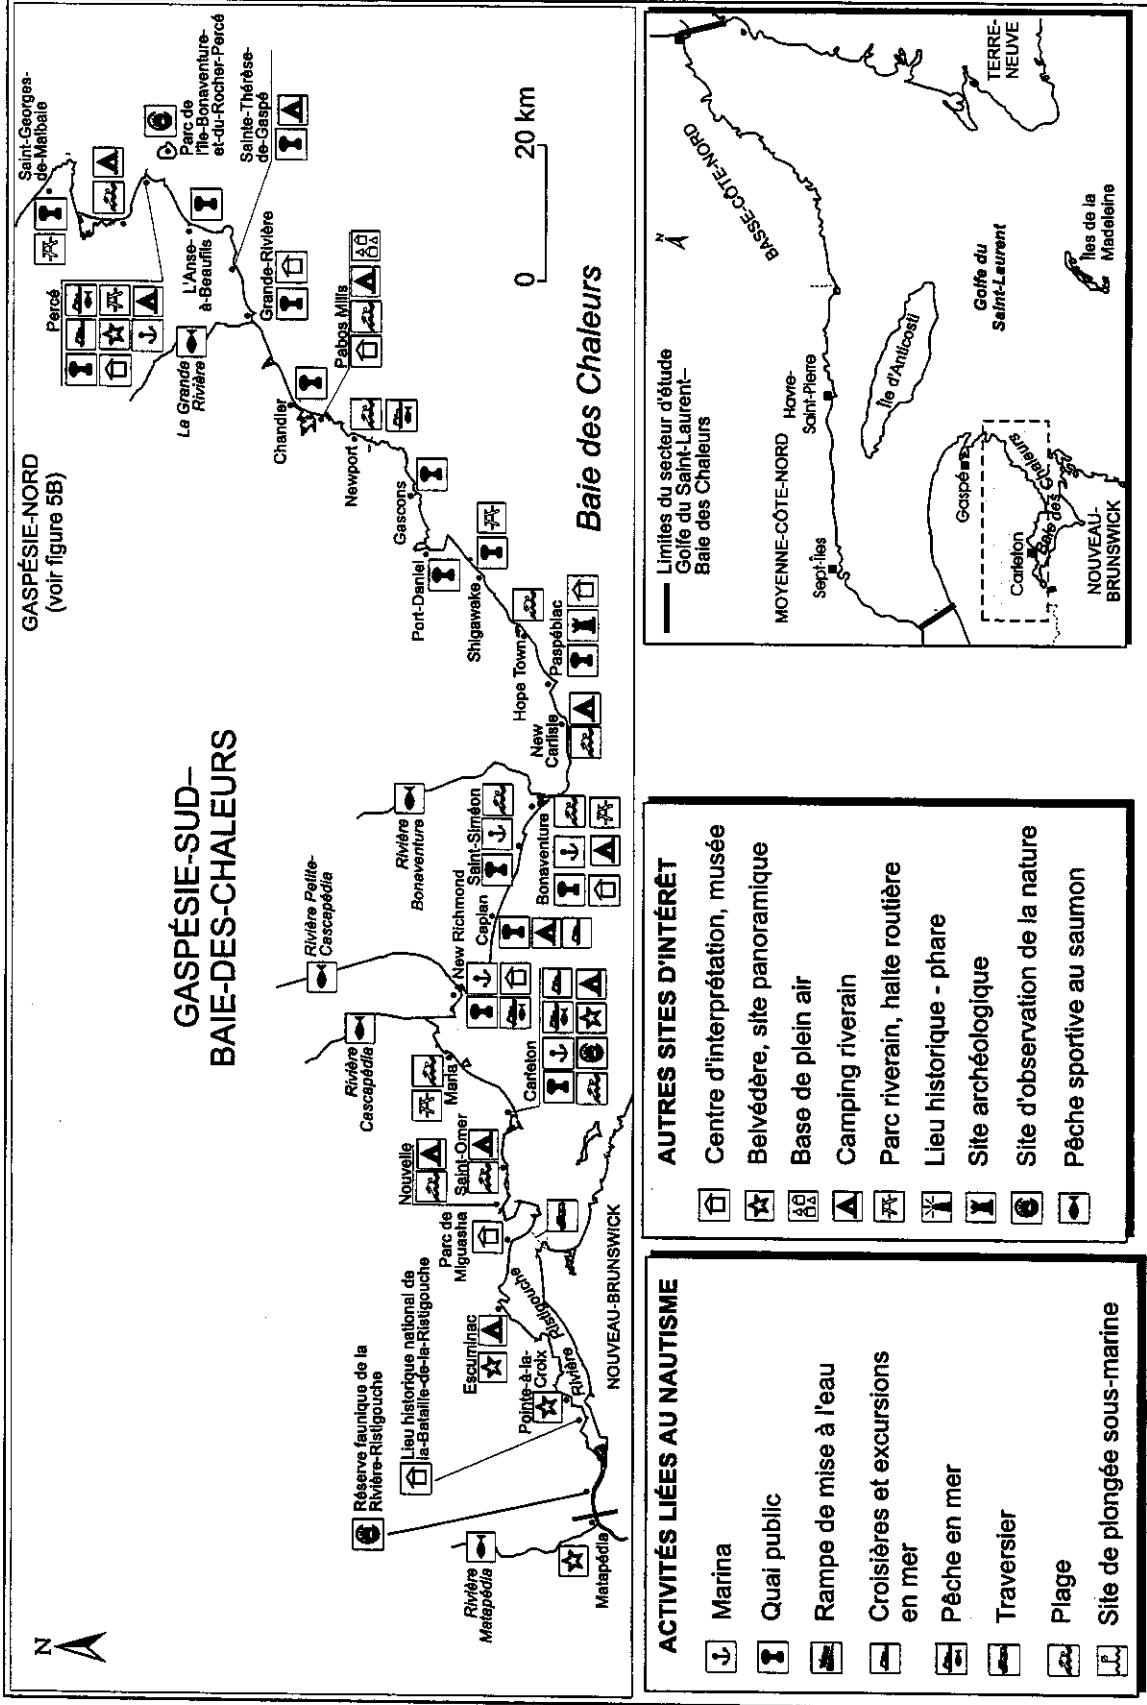 GASPÉSIE-SUD–
BAIE-DES-CHALEURS
GASPÉSIE-NORD
(voir figure 5B)
N
Rivière
Matapédia
Matapédia
Réserve faunique de la
Rivière-Ristigouche
Lieu historique national de
la-Bataille-de-la-Ristigouche
Pointe-à-la-
Croix
Rivière
Ristigouche
Escuminac
NOUVEAU-BRUNSWICK
Parc de
Miguasha
Nouvelle
Saint-Omer
Carleton
Maria
Rivière
Cascapédia
Rivière Petite-
Cascapédia
New Richmond
Caplan
Saint-Siméon
Rivière
Bonaventure
Bonaventure
New
Carlisle
Paspébiac
Hope Town
Shigawake
Port-Daniel
Gascons
Newport
Chandler
Pabos Mills
Grande-Rivière
La Grande
Rivière
Sainte-Thérèse-
de-Gaspé
L'Anse-
à-Beaufils
Percé
Parc de
l'Île-Bonaventure-
et-du-Rocher-Percé
Saint-Georges-
de-Malbaie
Baie des Chaleurs
0 20 km
ACTIVITÉS LIÉES AU NAUTISME
Marina
Quai public
Rampe de mise à l'eau
Croisières et excursions
en mer
Pêche en mer
Traversier
Plage
Site de plongée sous-marine
AUTRES SITES D'INTÉRÊT
Centre d'interprétation, musée
Belvédère, site panoramique
Base de plein air
Camping riverain
Parc riverain, halte routière
Lieu historique - phare
Site archéologique
Site d'observation de la nature
Pêche sportive au saumon
Limites du secteur d'étude
Golfe du Saint-Laurent–
Baie des Chaleurs
N
MOYENNE-CÔTE-NORD
BASSE-CÔTE-NORD
Sept-Îles
Havre-
Saint-Pierre
Île d'Anticosti
Golfe du
Saint-Laurent
Îles de la
Madeleine
TERRE-
NEUVE
Gaspé
Carleton
Baie des Chaleurs
NOUVEAU-
BRUNSWICK